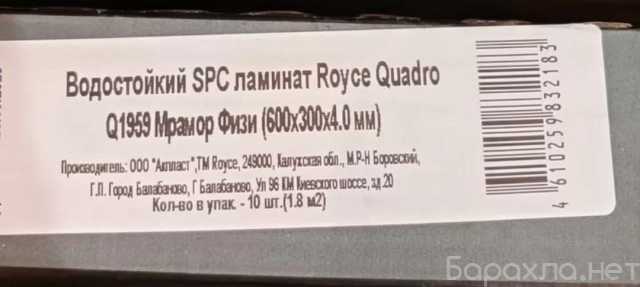 Водостойкий SPC ламинат Royce Quadro
Q1959 Мрамор Физи (600х300х4.0 мм)
Производитель: ООО "Акпласт",ТМ Royce, 249000, Калужская обл., М.Р-Н Боровский,
Г.П. Город Балабаново, Г Балабаново, Ул 96 КМ Киевского шоссе, зд 20
Кол-во в упак. - 10 шт.(1.8 м2)
4 610259 832183
Барахла.нет